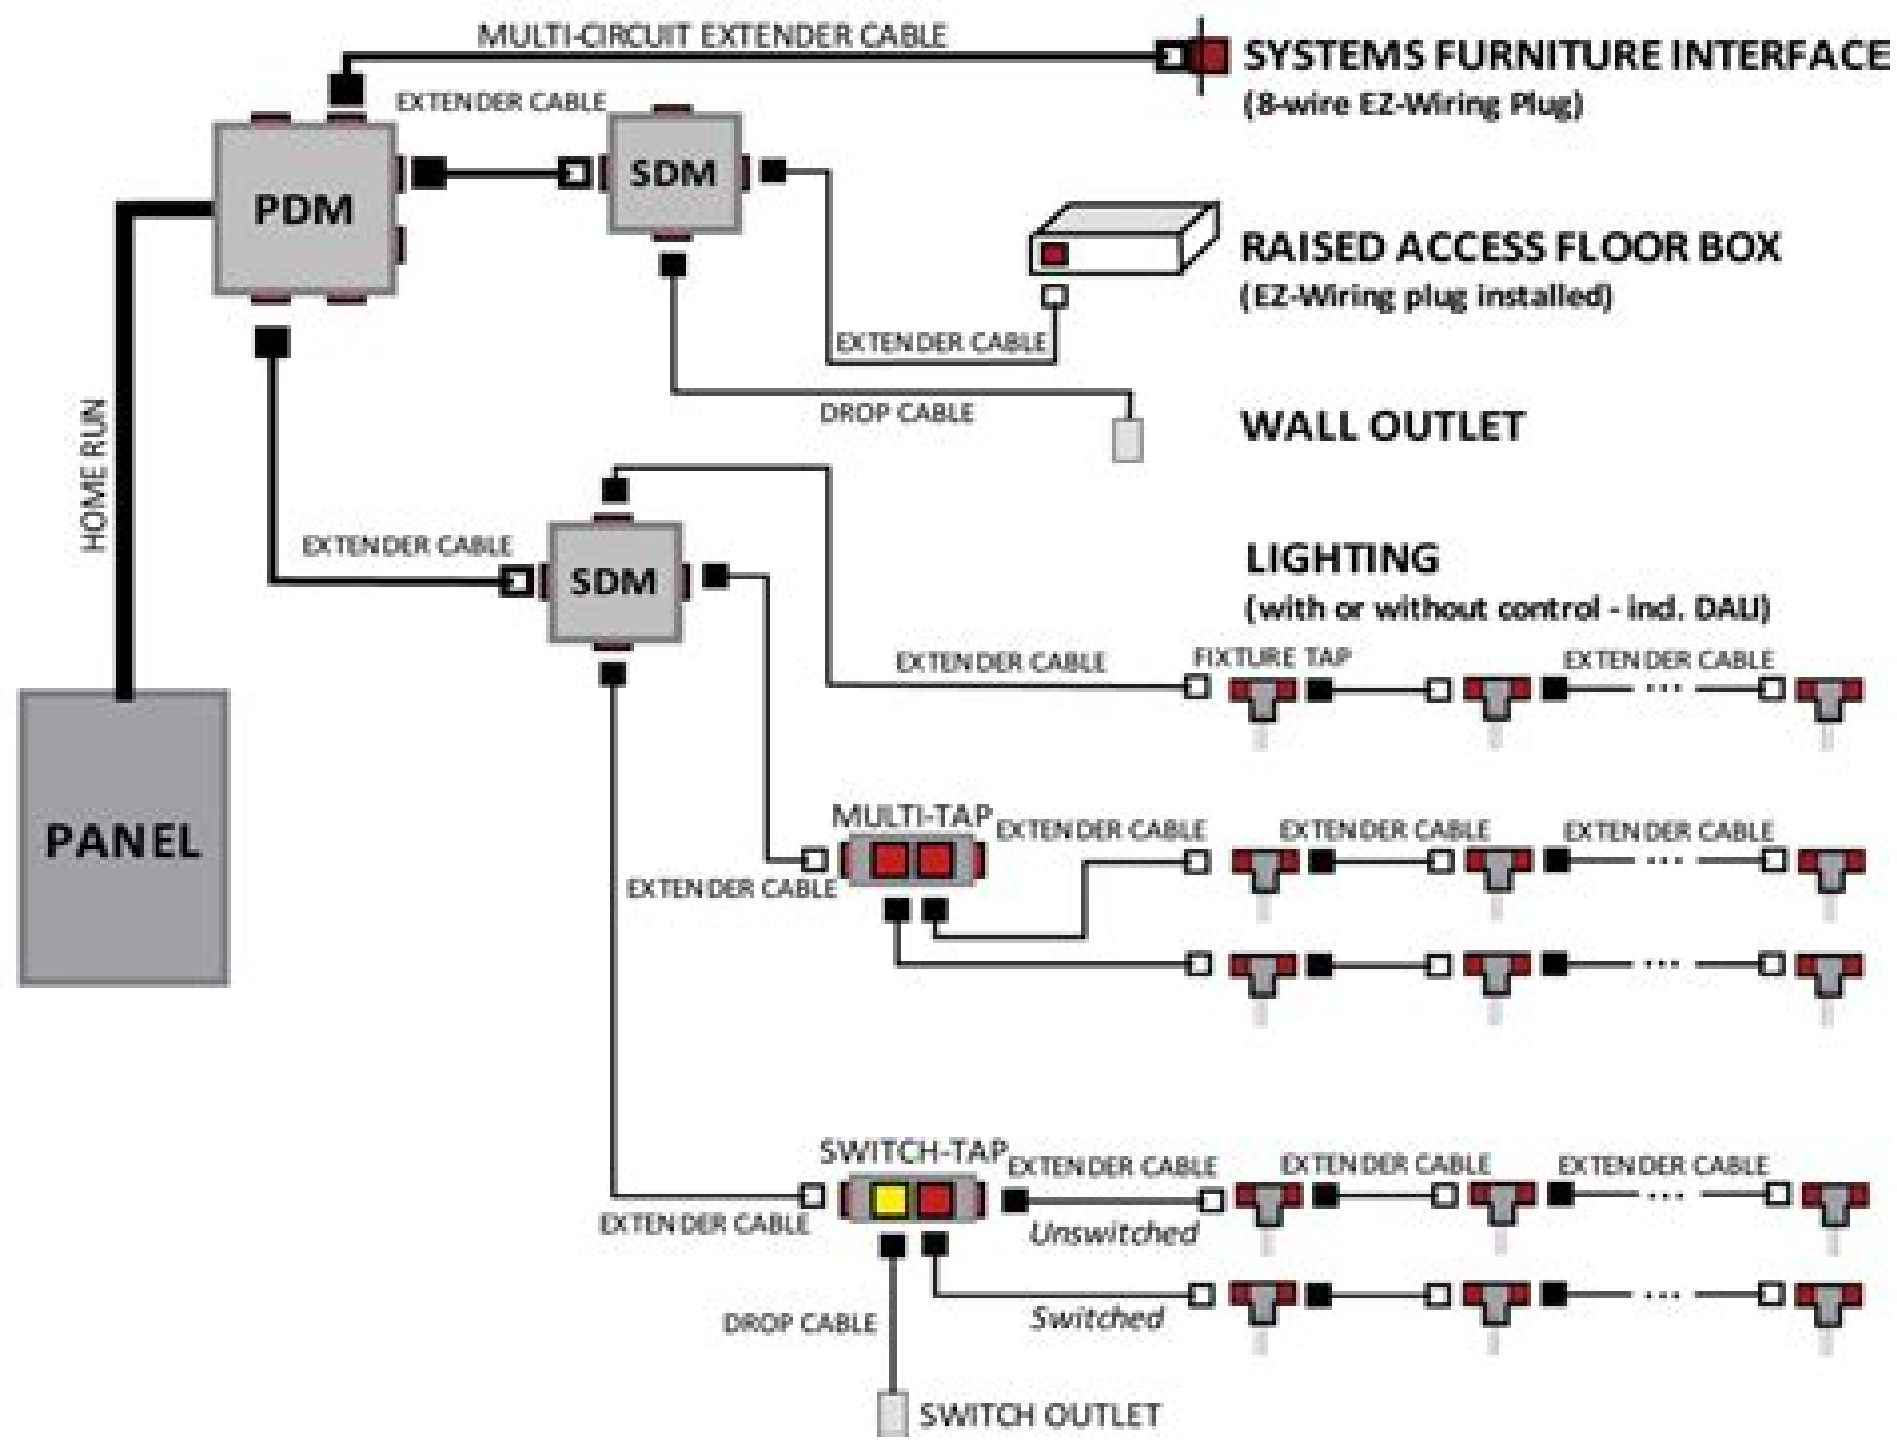 MULTI-CIRCUIT EXTENDER CABLE
SYSTEMS FURNITURE INTERFACE
(8-wire EZ-Wiring Plug)
EXTENDER CABLE
SDM
PDM
RAISED ACCESS FLOOR BOX
(EZ-Wiring plug installed)
EXTENDER CABLE
DROP CABLE
WALL OUTLET
HOME RUN
EXTENDER CABLE
SDM
LIGHTING
(with or without control - ind. DALI)
EXTENDER CABLE
FIXTURE TAP
EXTENDER CABLE
PANEL
MULTI-TAP
EXTENDER CABLE
EXTENDER CABLE
EXTENDER CABLE
EXTENDER CABLE
SWITCH-TAP
EXTENDER CABLE
EXTENDER CABLE
EXTENDER CABLE
EXTENDER CABLE
Unswitched
Switched
DROP CABLE
SWITCH OUTLET